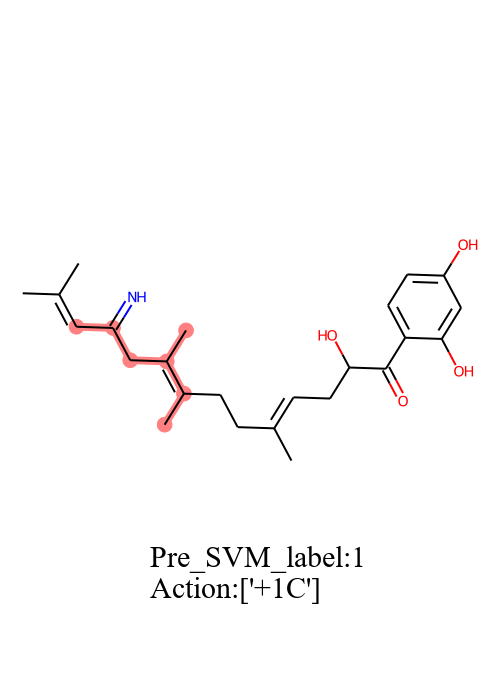 OH
NH
HO
OH
O
Pre_SVM_label:1
Action:['+1C']